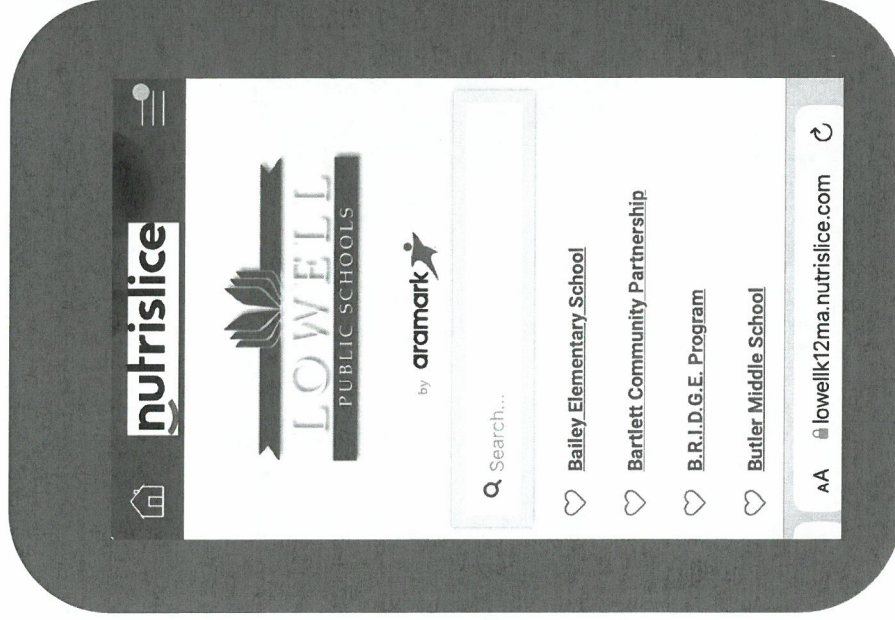 nutrislice
LOWELL
PUBLIC SCHOOLS
by aramark
Search...
Bailey Elementary School
Bartlett Community Partnership
B.R.I.D.G.E. Program
Butler Middle School
AA lowellk12ma.nutrislice.com